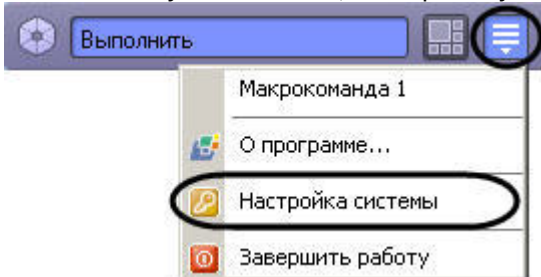 Выполнить
Макрокоманда 1
О программе...
Настройка системы
Завершить работу